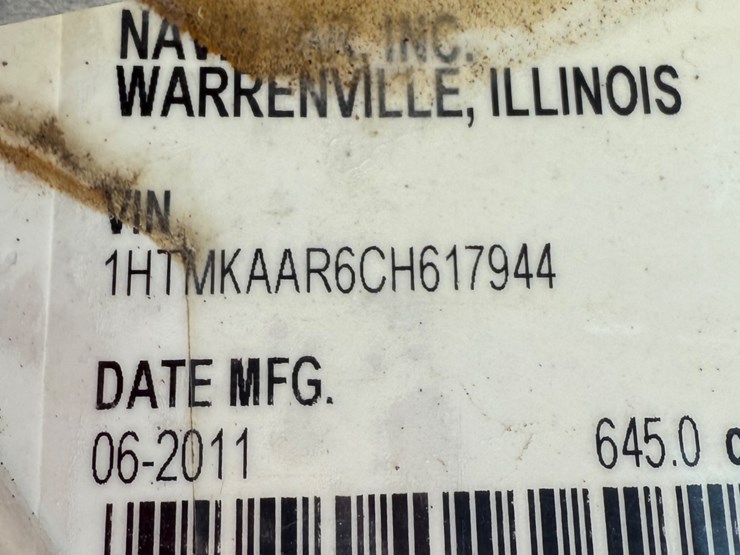 INC.
WARRENVILLE, ILLINOIS
VIN
1HTMKAAR6CH617944
DATE MFG.
06-2011 645.0